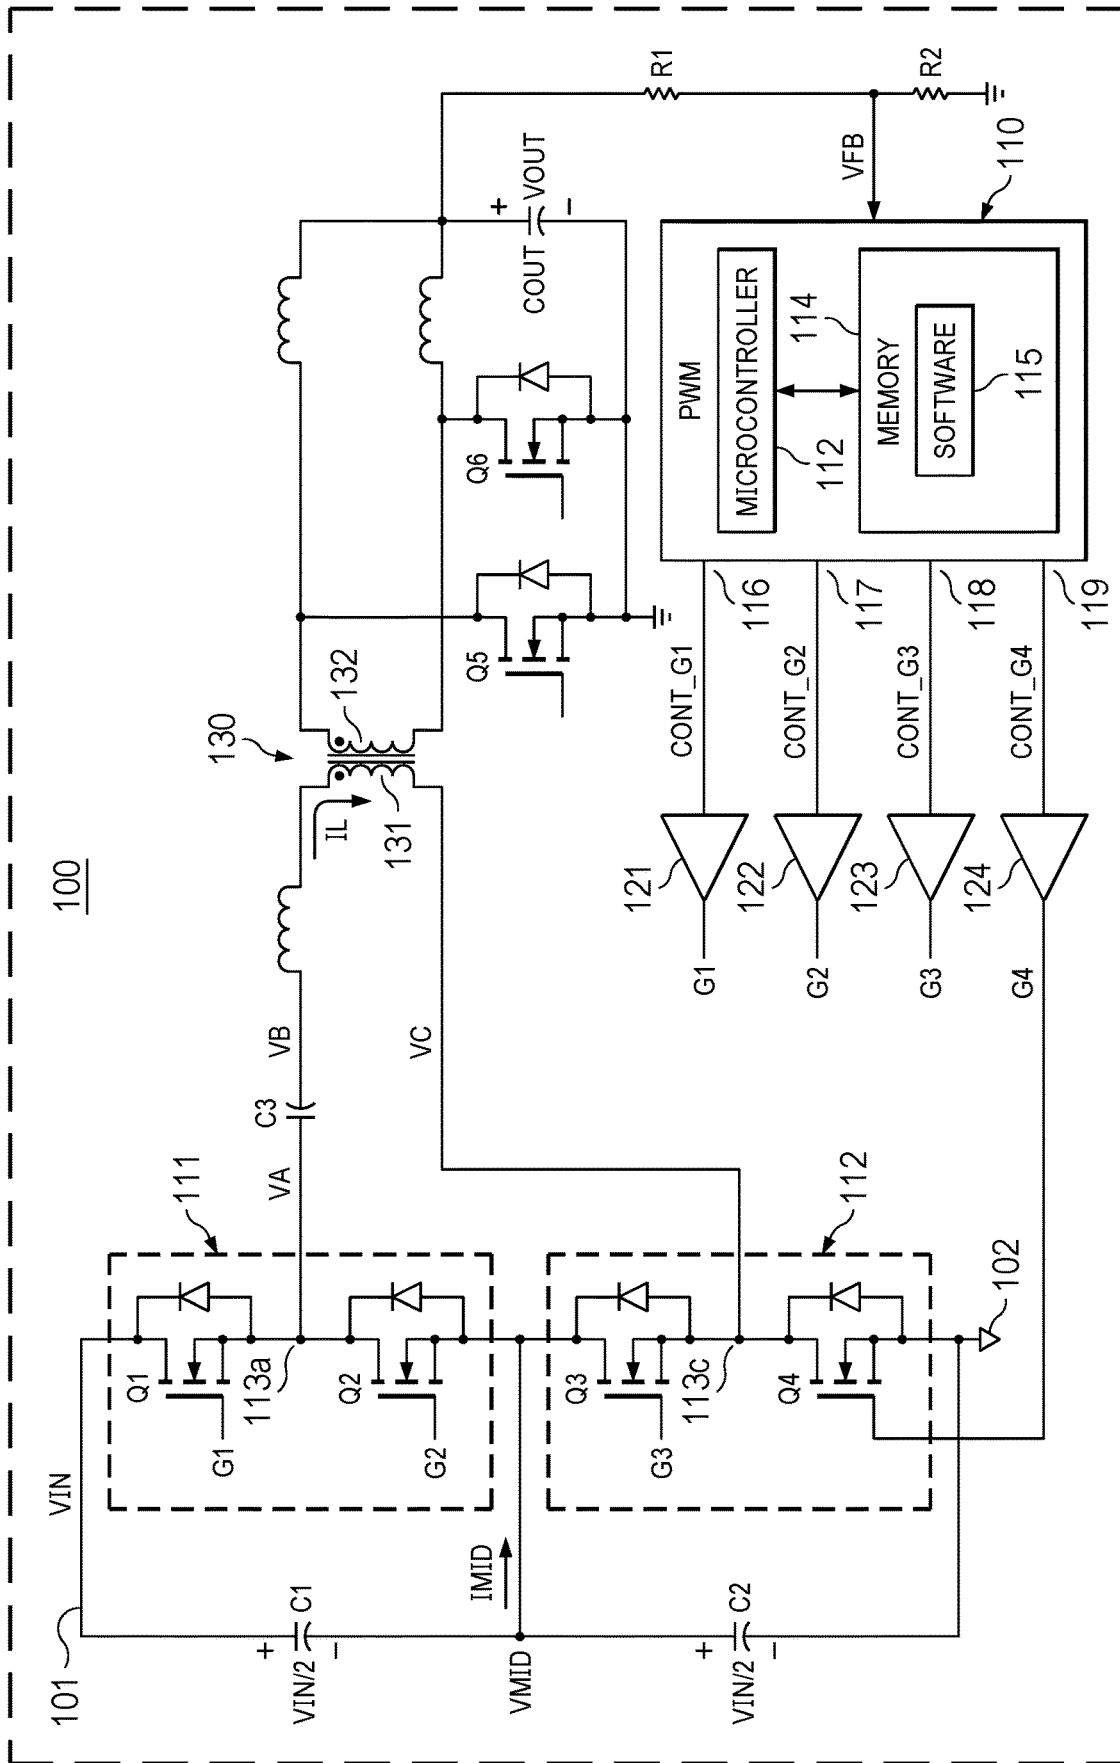 100
101
VIN
111
VA
C3
VB
130
IL
131
132
VC
Q1
G1
113a
Q2
G2
+
C1
VIN/2
–
IMID
VMID
+
C2
VIN/2
–
112
Q3
G3
113c
Q4
102
Q5
Q6
COUT
+
VOUT
–
R1
R2
VFB
110
PWM
MICROCONTROLLER
112
114
MEMORY
SOFTWARE
115
G1
121
CONT_G1
116
G2
122
CONT_G2
117
G3
123
CONT_G3
118
G4
124
CONT_G4
119